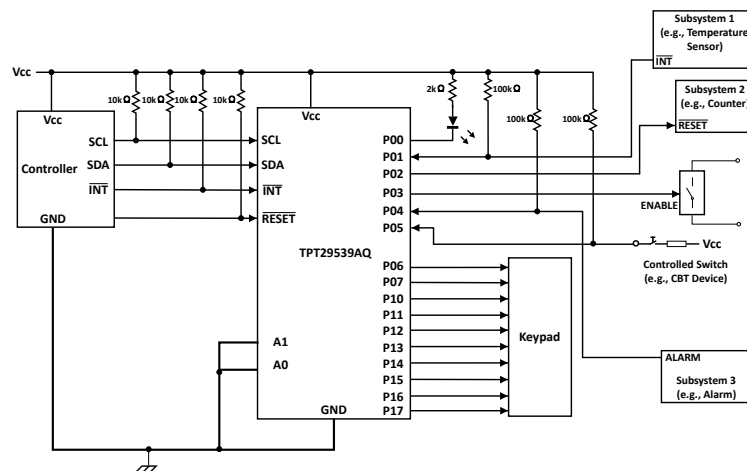 Subsystem 1
(e.g., Temperature
Sensor)
INT
Subsystem 2
(e.g., Counter)
RESET
Vcc
10kΩ
10kΩ
10kΩ
10kΩ
2kΩ
100kΩ
100kΩ
100kΩ
Vcc
SCL
SDA
INT
GND
Controller
Vcc
SCL
SDA
INT
RESET
TPT29539AQ
A1
A0
GND
P00
P01
P02
P03
P04
P05
P06
P07
P10
P11
P12
P13
P14
P15
P16
P17
Keypad
ENABLE
Vcc
Controlled Switch
(e.g., CBT Device)
ALARM
Subsystem 3
(e.g., Alarm)